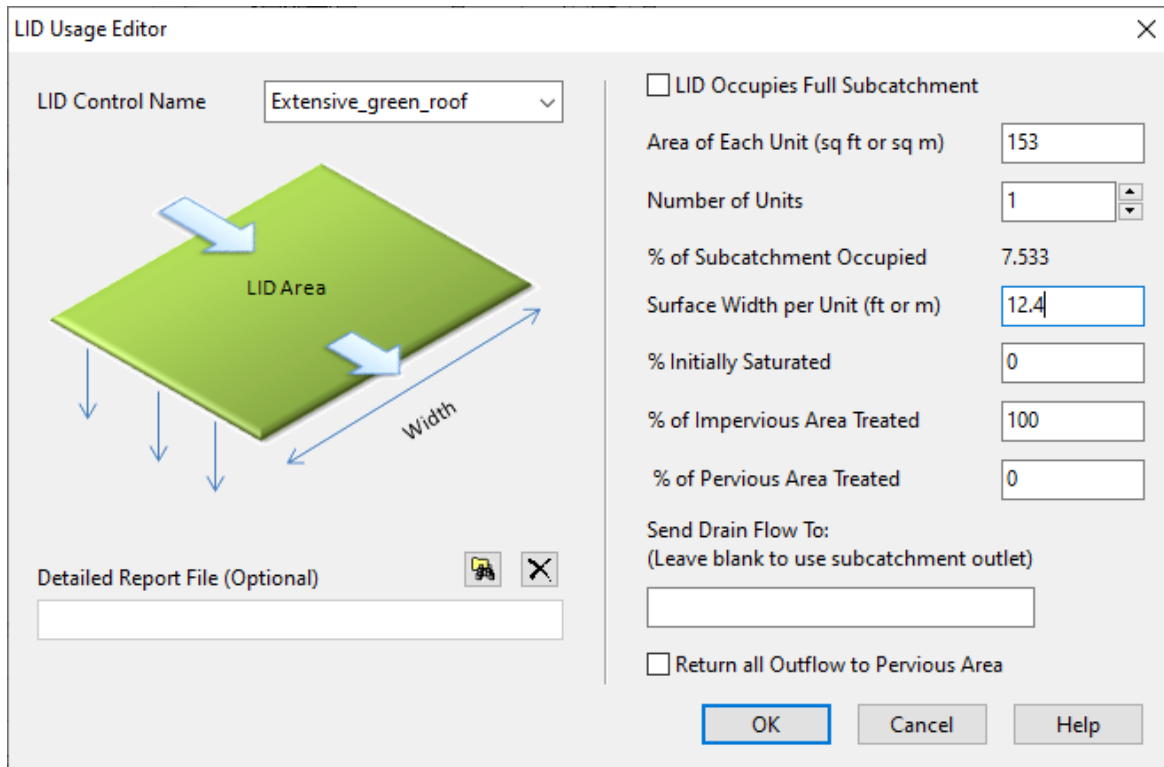 LID Usage Editor
LID Control Name
Extensive_green_roof
LID Area
Width
Detailed Report File (Optional)
LID Occupies Full Subcatchment
Area of Each Unit (sq ft or sq m) 153
Number of Units 1
% of Subcatchment Occupied 7.533
Surface Width per Unit (ft or m) 12.4
% Initially Saturated 0
% of Impervious Area Treated 100
% of Pervious Area Treated 0
Send Drain Flow To:
(Leave blank to use subcatchment outlet)
Return all Outflow to Pervious Area
OK Cancel Help